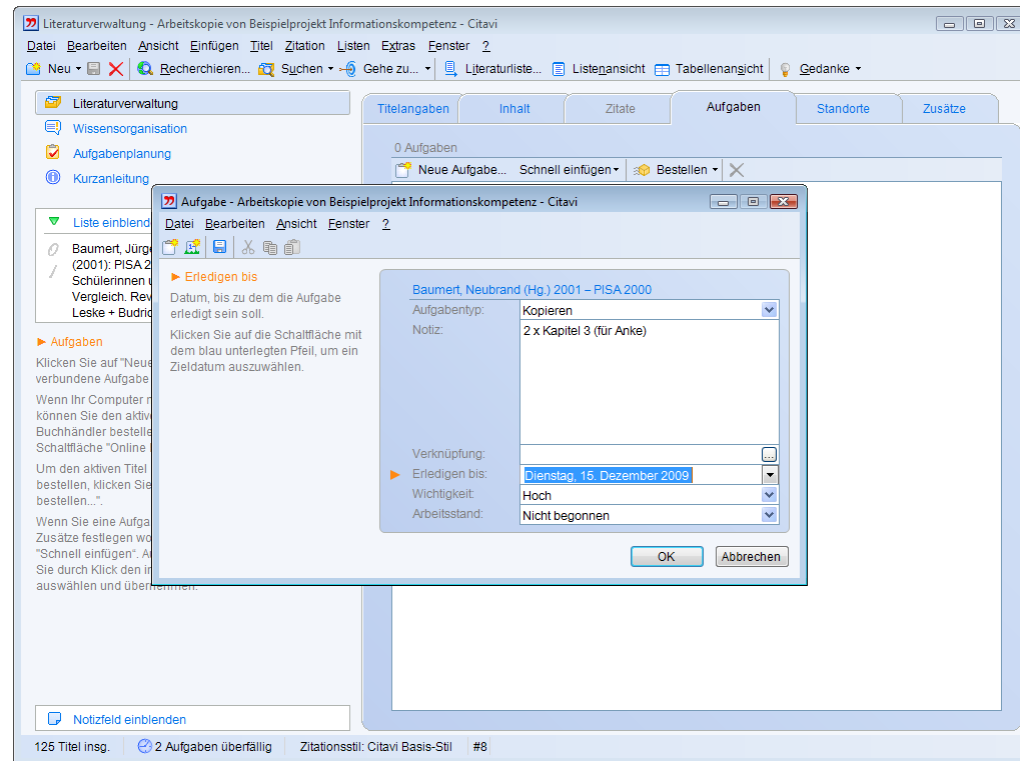 Literaturverwaltung - Arbeitskopie von Beispielprojekt Informationskompetenz - Citavi
Datei Bearbeiten Ansicht Einfügen Titel Zitation Listen Extras Fenster ?
Neu Recherchieren... Suchen Gehe zu... Literaturliste... Listenansicht Tabellenansicht Gedanke
Literaturverwaltung
Wissensorganisation
Aufgabenplanung
Kurzanleitung
Titelangaben Inhalt Zitate Aufgaben Standorte Zusätze
0 Aufgaben
Neue Aufgabe... Schnell einfügen Bestellen
Liste einblend
Baumert, Jürge
(2001): PISA 2
Schülerinnen u
Vergleich. Rev
Leske + Budric
Aufgaben
Klicken Sie auf "Neue
verbundene Aufgabe
Wenn Ihr Computer
können Sie den aktiv
Buchhändler bestelle
Schaltfläche "Online
Um den aktiven Titel
bestellen, klicken Sie
bestellen...".
Wenn Sie eine Aufga
Zusätze festlegen wo
"Schnell einfügen".
Sie durch Klick den
auswählen und übernehmen.
Notizfeld einblenden
Aufgabe - Arbeitskopie von Beispielprojekt Informationskompetenz - Citavi
Datei Bearbeiten Ansicht Fenster ?
Erledigen bis
Datum, bis zu dem die Aufgabe
erledigt sein soll.
Klicken Sie auf die Schaltfläche mit
dem blau unterlegten Pfeil, um ein
Zieldatum auszuwählen.
Baumert, Neubrand (Hg.) 2001 – PISA 2000
Aufgabentyp: Kopieren
Notiz: 2 x Kapitel 3 (für Anke)
Verknüpfung: ...
Erledigen bis: Dienstag, 15. Dezember 2009
Wichtigkeit: Hoch
Arbeitsstand: Nicht begonnen
OK Abbrechen
125 Titel insg. 2 Aufgaben überfällig Zitationsstil: Citavi Basis-Stil #8